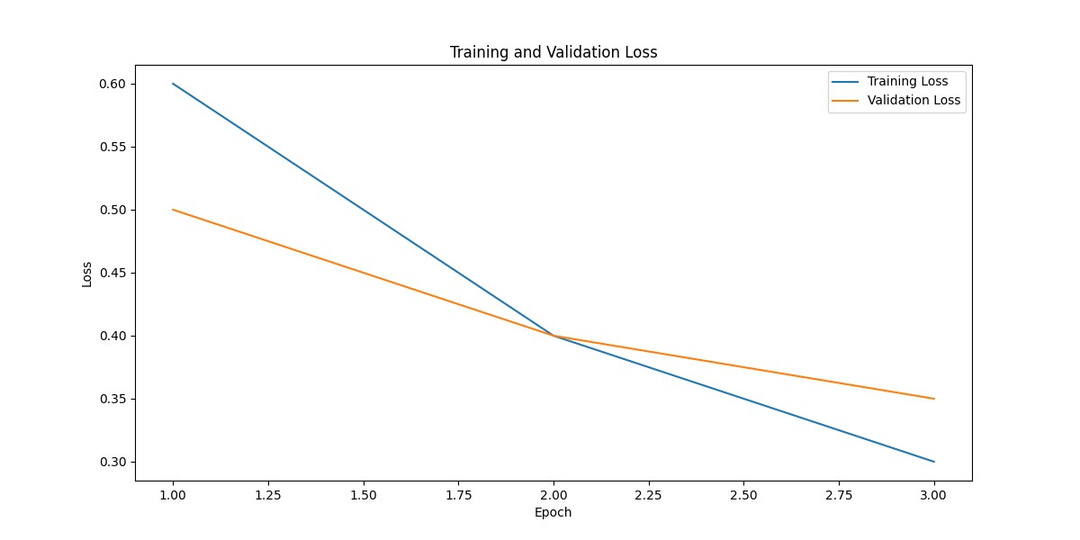 Training and Validation Loss
Training Loss
Validation Loss
0.60
0.55
0.50
0.45
0.40
0.35
0.30
Loss
1.00 1.25 1.50 1.75 2.00 2.25 2.50 2.75 3.00
Epoch